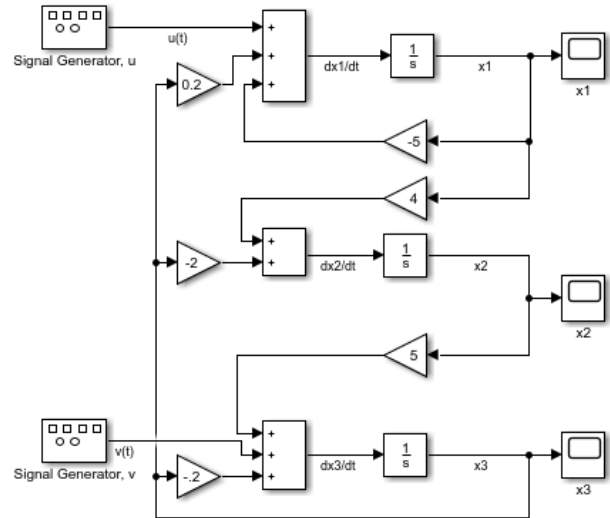 +
u(t)
Signal Generator, u
+
0.2
+
dx1/dt
1
s
x1
x1
-5
4
+
-2
+
dx2/dt
1
s
x2
x2
5
+
v(t)
+
Signal Generator, v
-.2
+
dx3/dt
1
s
x3
x3